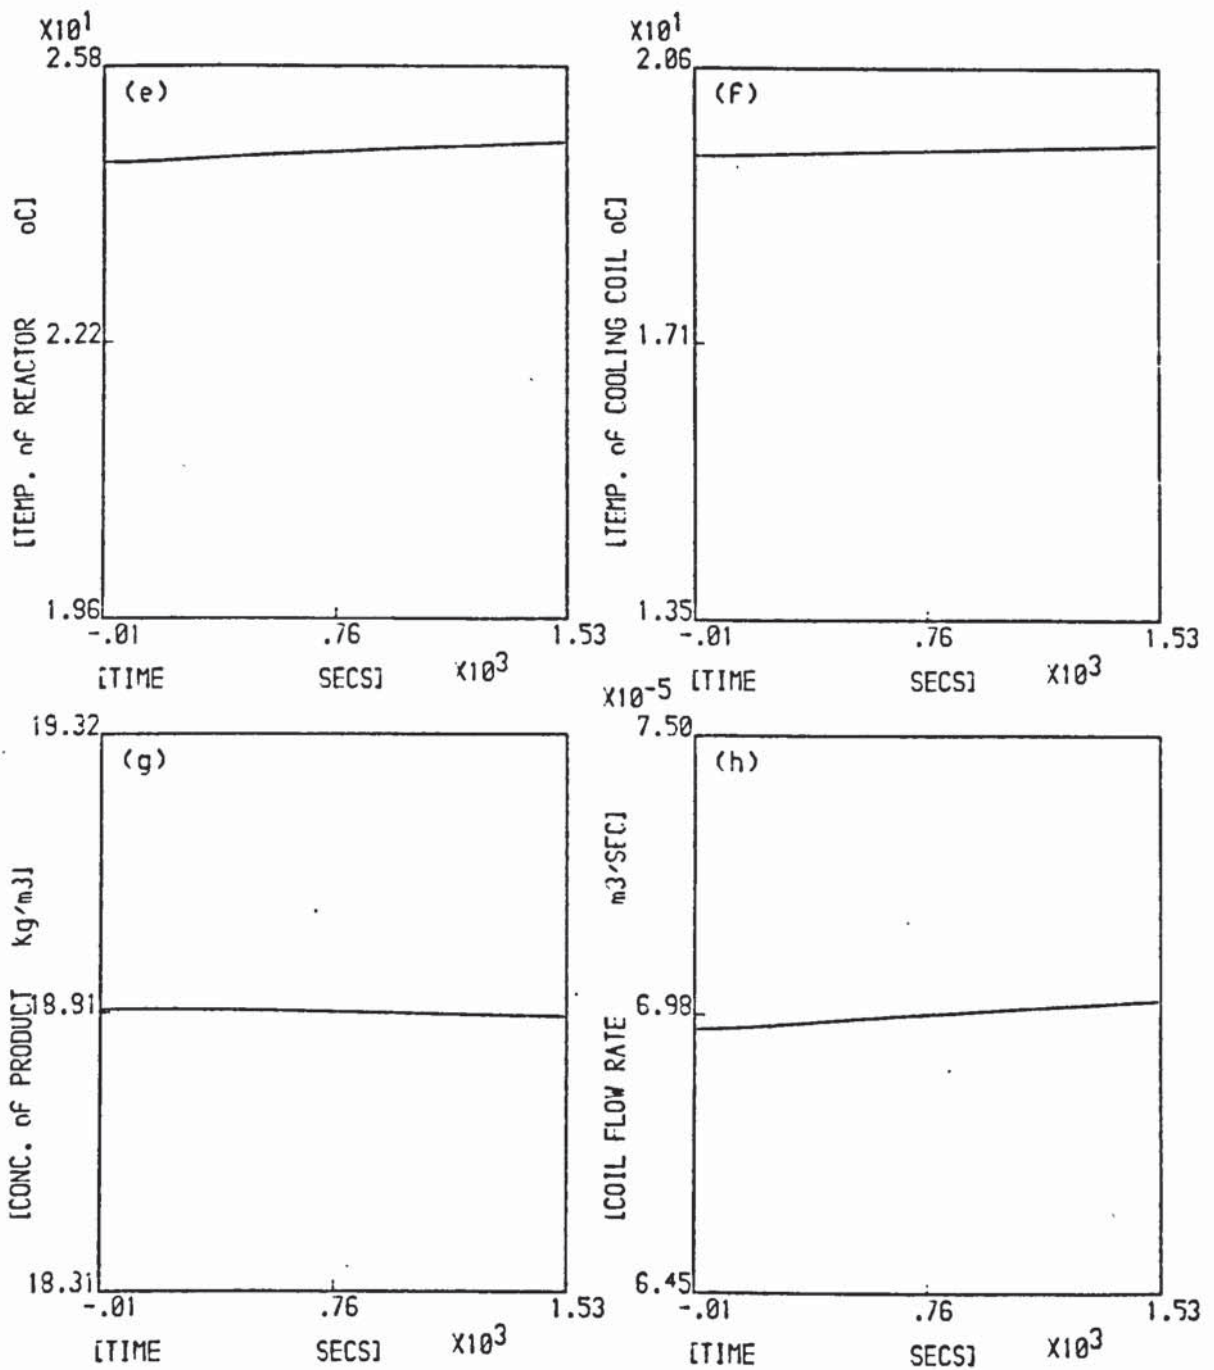 X10¹
2.58
(e)
[TEMP. of REACTOR oC]
2.22
1.96
-.01 .76 1.53
[TIME SECS] X10³
X10¹
2.06
(f)
[TEMP. of COOLING COIL oC]
1.71
1.35
-.01 .76 1.53
[TIME SECS] X10³
19.32
(g)
[CONC. of PRODUCT kg/m3]
18.91
18.31
-.01 .76 1.53
[TIME SECS] X10³
X10⁻⁵
7.50
(h)
[COIL FLOW RATE m3/SEC]
6.98
6.45
-.01 .76 1.53
[TIME SECS] X10³